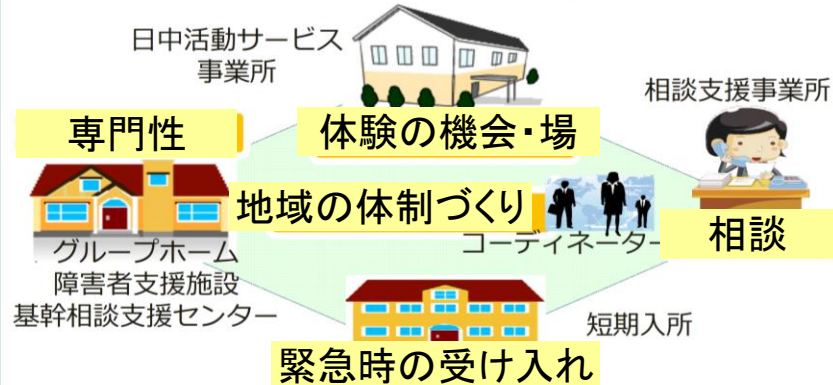 日中活動サービス
事業所
相談支援事業所
専門性
体験の機会・場
地域の体制づくり
コーディネーター
相談
グループホーム
障害者支援施設
基幹相談支援センター
短期入所
緊急時の受け入れ